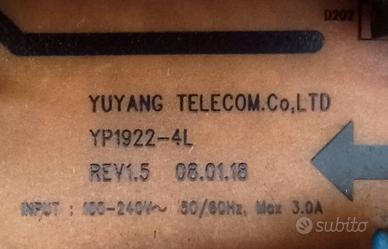 D202
YUYANG TELECOM.Co,LTD
YP1922-4L
REV1.5 08.01.18
INPUT : 100-240V~ 50/60Hz, Max 3.0A
subito